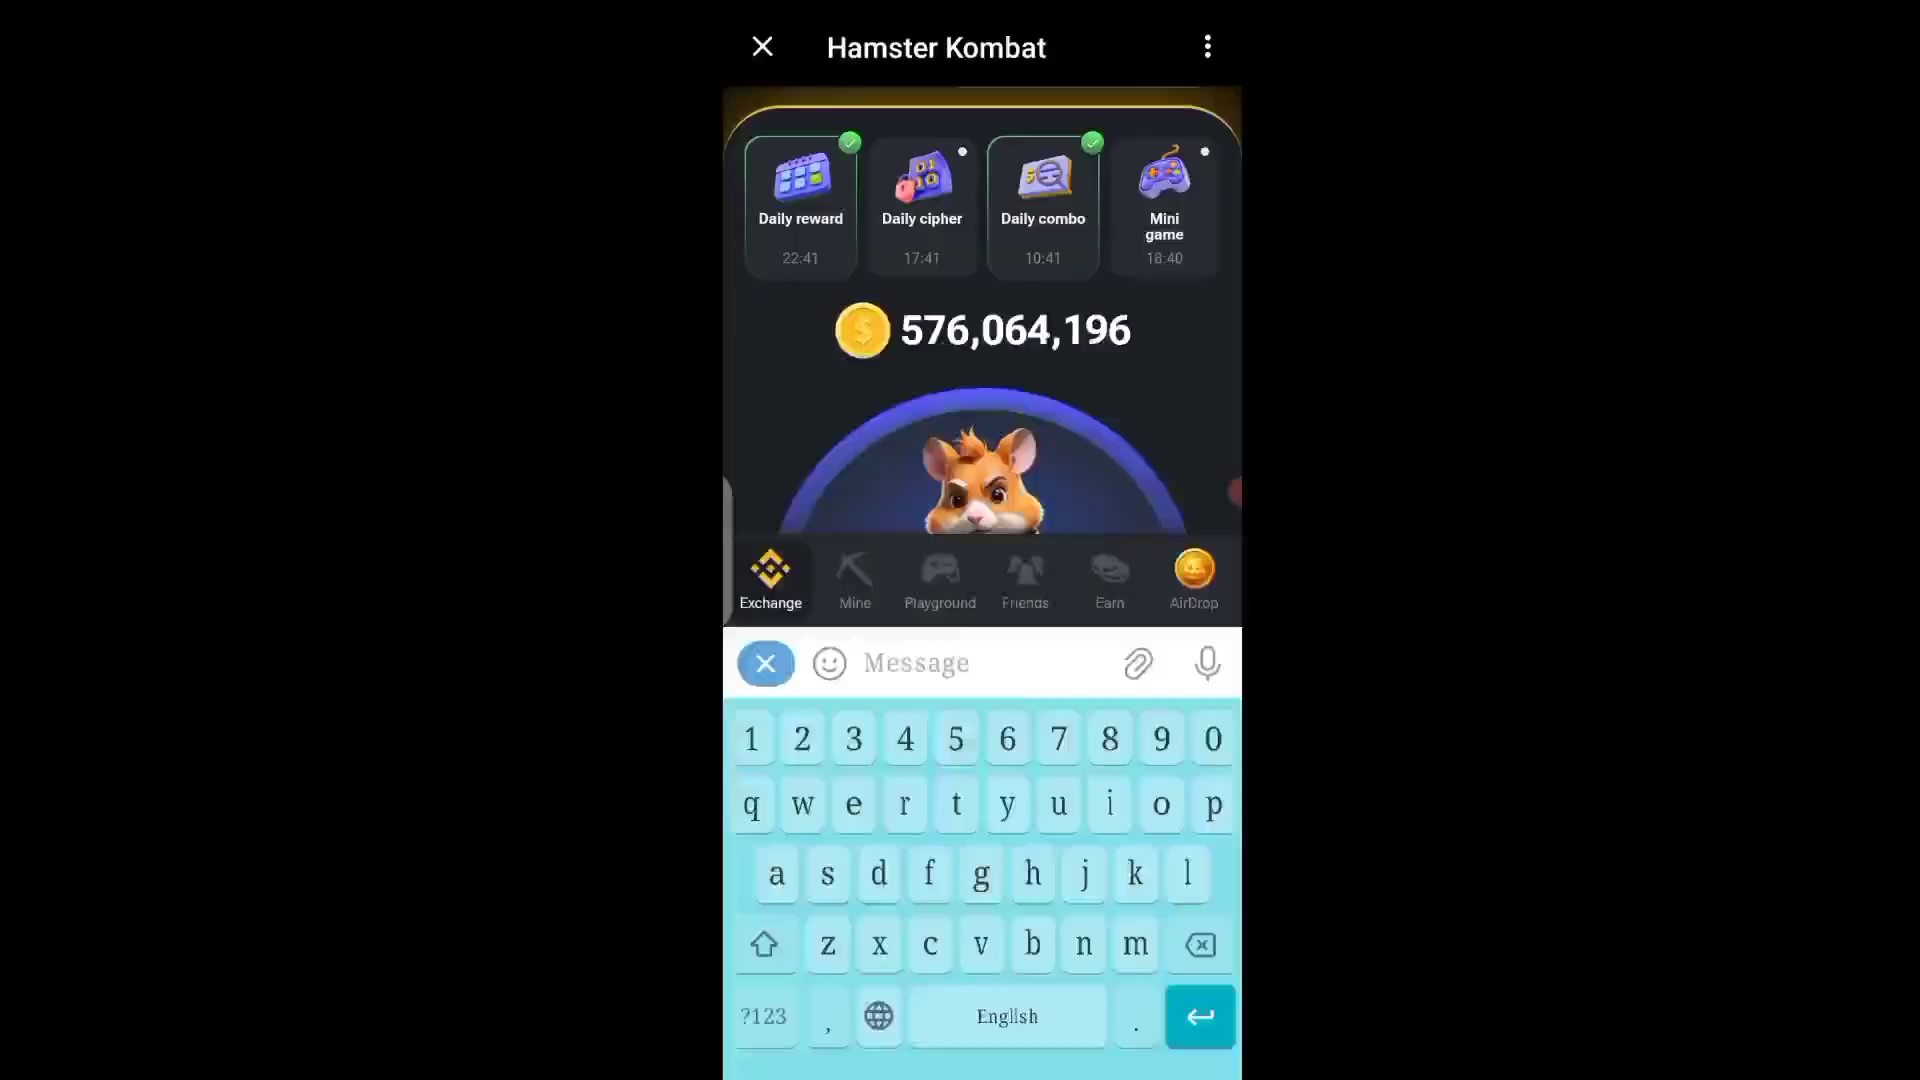 Hamster Kombat
Daily reward
22:41
Daily cipher
17:41
Daily combo
10:41
Mini
game
18:40
576,064,196
Exchange
Mine
Playground
Friends
Earn
AirDrop
Message
1 2 3 4 5 6 7 8 9 0
q w e r t y u i o p
a s d f g h j k l
z x c v b n m
?123 , English .